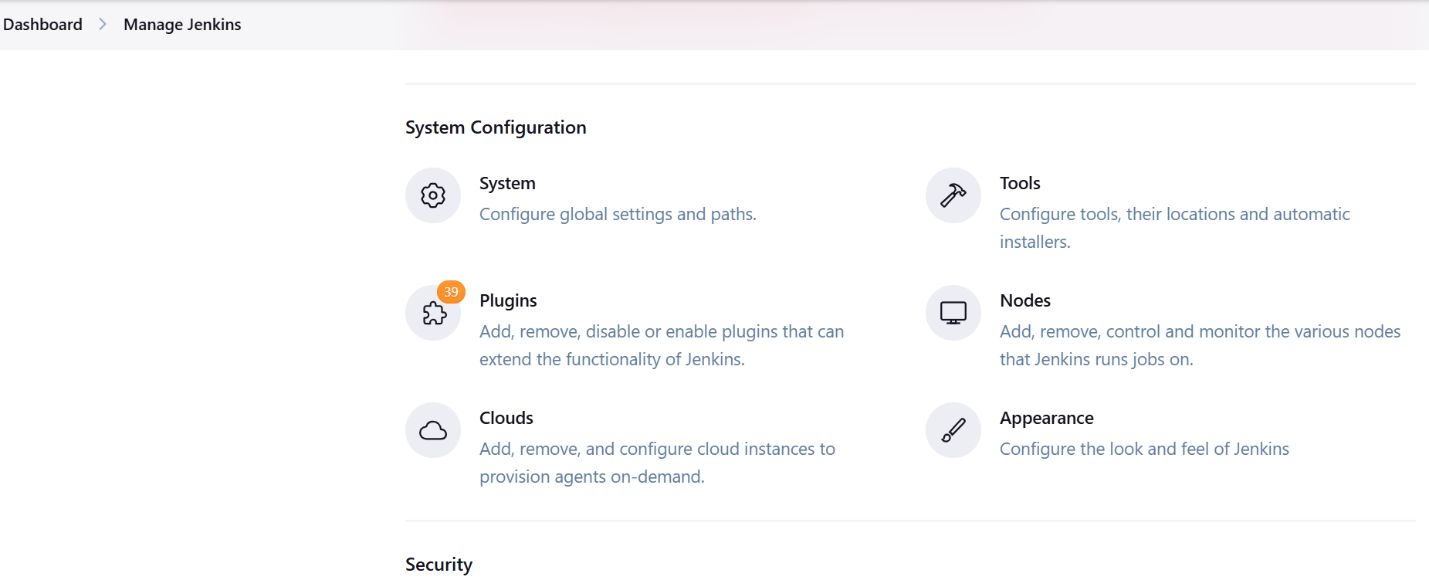 Dashboard > Manage Jenkins
System Configuration
System
Configure global settings and paths.
Tools
Configure tools, their locations and automatic
installers.
39
Plugins
Add, remove, disable or enable plugins that can
extend the functionality of Jenkins.
Nodes
Add, remove, control and monitor the various nodes
that Jenkins runs jobs on.
Clouds
Add, remove, and configure cloud instances to
provision agents on-demand.
Appearance
Configure the look and feel of Jenkins
Security